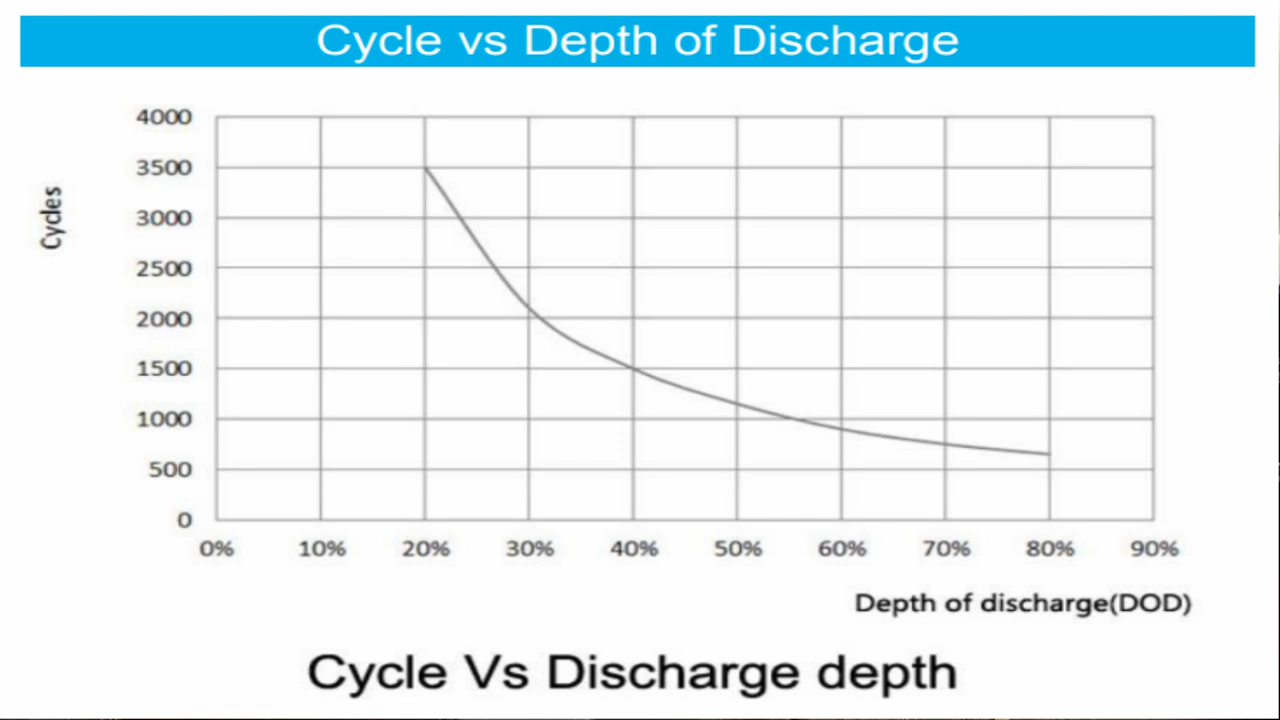 Cycle vs Depth of Discharge
4000
3500
3000
2500
2000
1500
1000
500
0
Cycles
0% 10% 20% 30% 40% 50% 60% 70% 80% 90%
Depth of discharge(DOD)
Cycle Vs Discharge depth